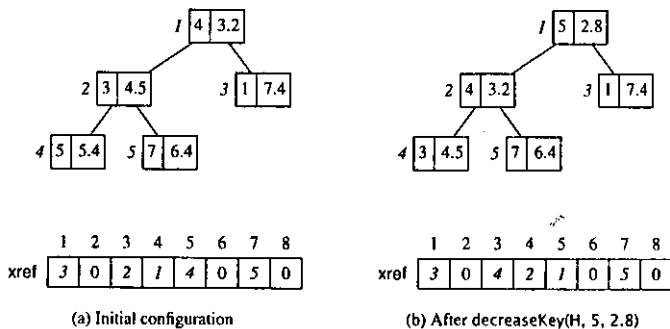 1 4 3.2
2 3 4.5
3 1 7.4
4 5 5.4
5 7 6.4
1 2 3 4 5 6 7 8
xref 3 0 2 1 4 0 5 0
(a) Initial configuration
1 5 2.8
2 4 3.2
3 1 7.4
4 3 4.5
5 7 6.4
1 2 3 4 5 6 7 8
xref 3 0 4 2 1 0 5 0
(b) After decreaseKey(H, 5, 2.8)